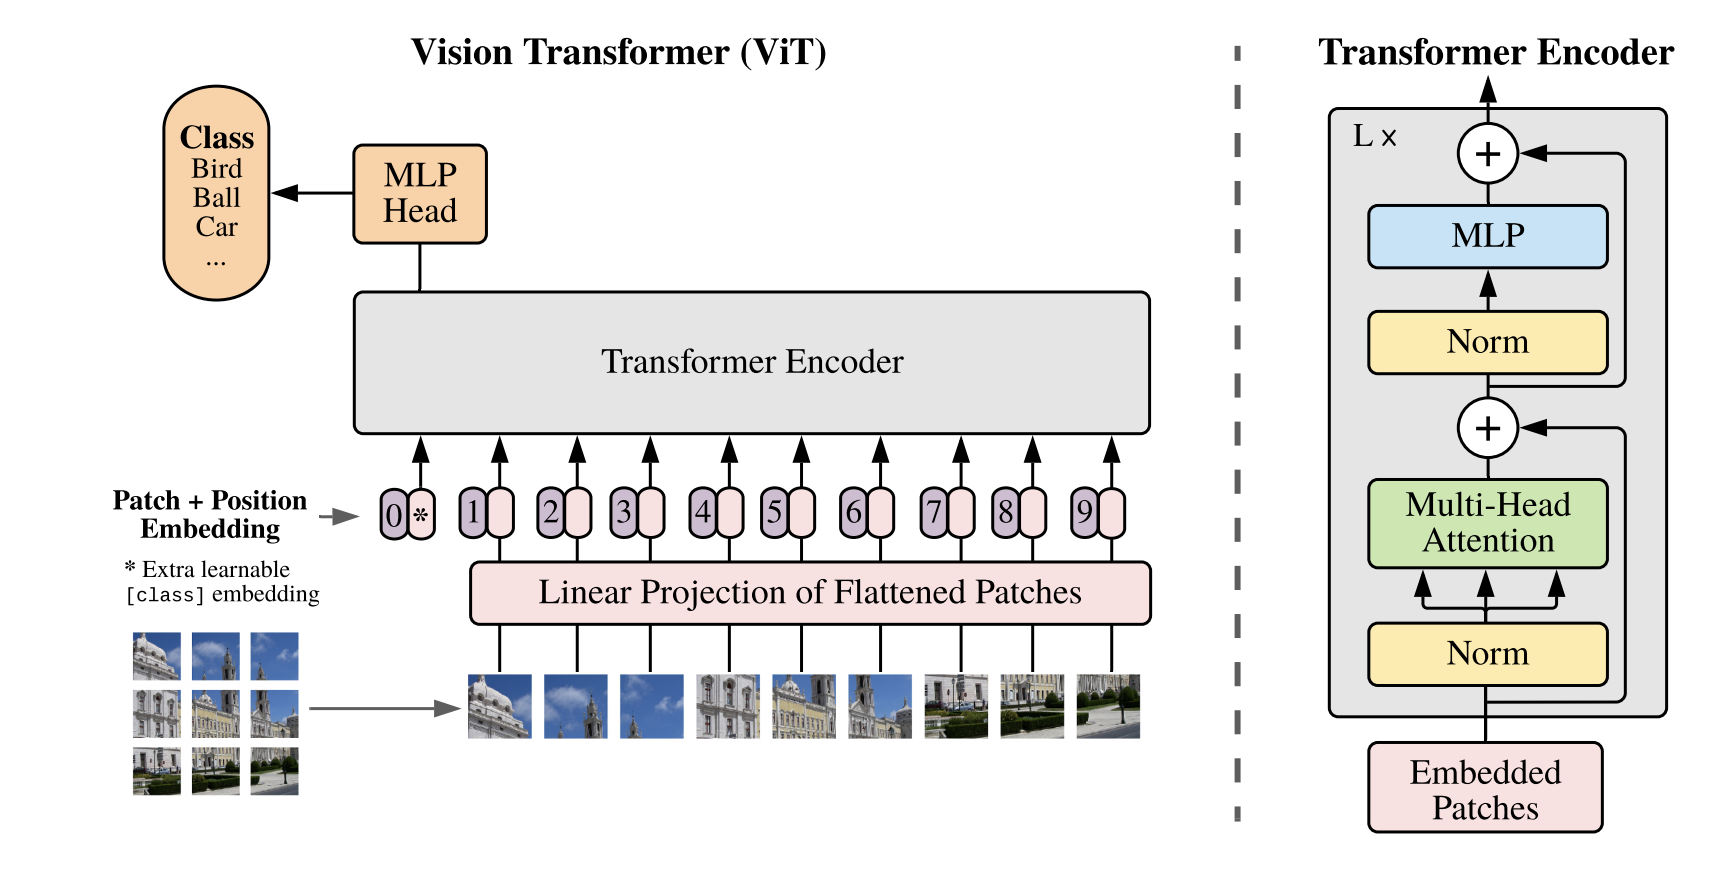 Vision Transformer (ViT)
Class
Bird
Ball
Car
...
MLP
Head
Transformer Encoder
Patch + Position
Embedding
0 * 1 2 3 4 5 6 7 8 9
* Extra learnable
[class] embedding
Linear Projection of Flattened Patches
Transformer Encoder
L ×
+
MLP
Norm
+
Multi-Head
Attention
Norm
Embedded
Patches